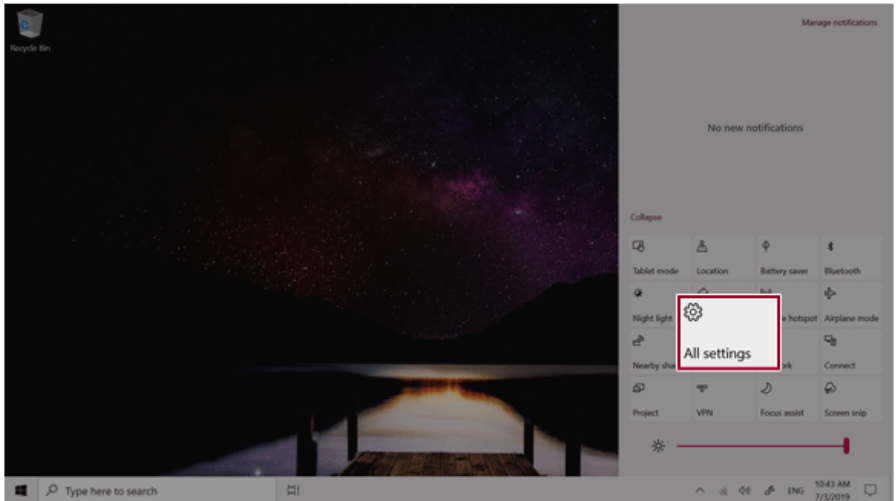 Recycle Bin
Manage notifications
No new notifications
Collapse
Tablet mode
Location
Battery saver
Bluetooth
Night light
hotspot
Airplane mode
All settings
Nearby
Connect
Project
VPN
Focus assist
Screen snip
Type here to search
ENG
10:43 AM
7/3/2019